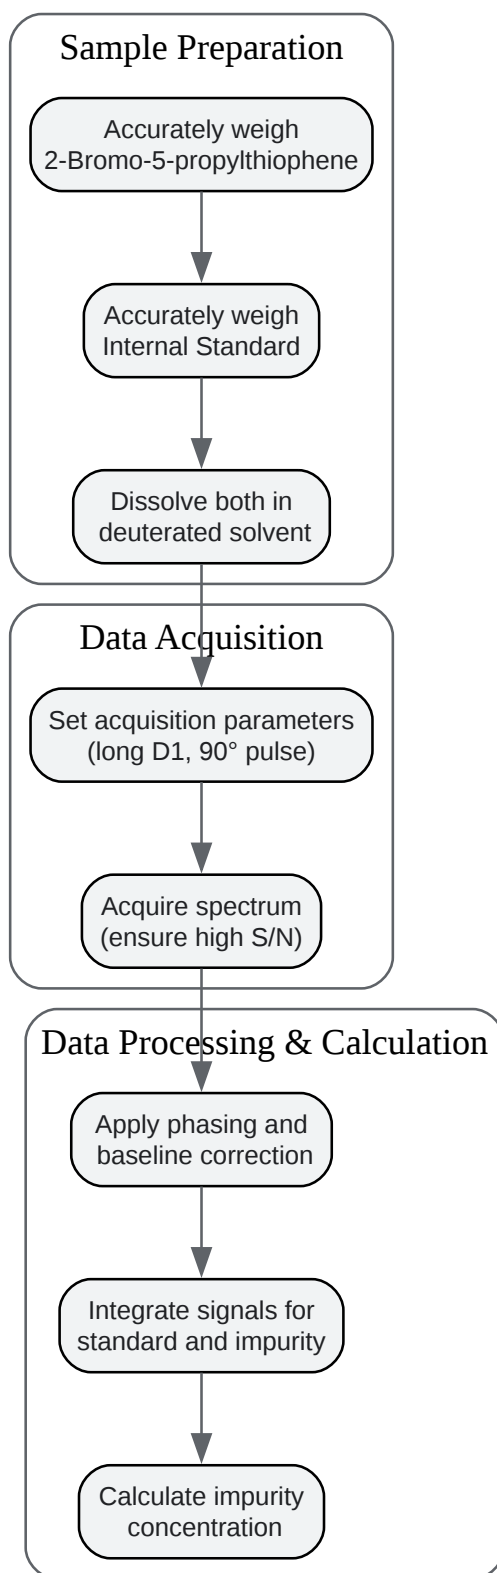 Sample Preparation
Accurately weigh
2-Bromo-5-propylthiophene
Accurately weigh
Internal Standard
Dissolve both in
deuterated solvent
Data Acquisition
Set acquisition parameters
(long D1, 90° pulse)
Acquire spectrum
(ensure high S/N)
Data Processing & Calculation
Apply phasing and
baseline correction
Integrate signals for
standard and impurity
Calculate impurity
concentration